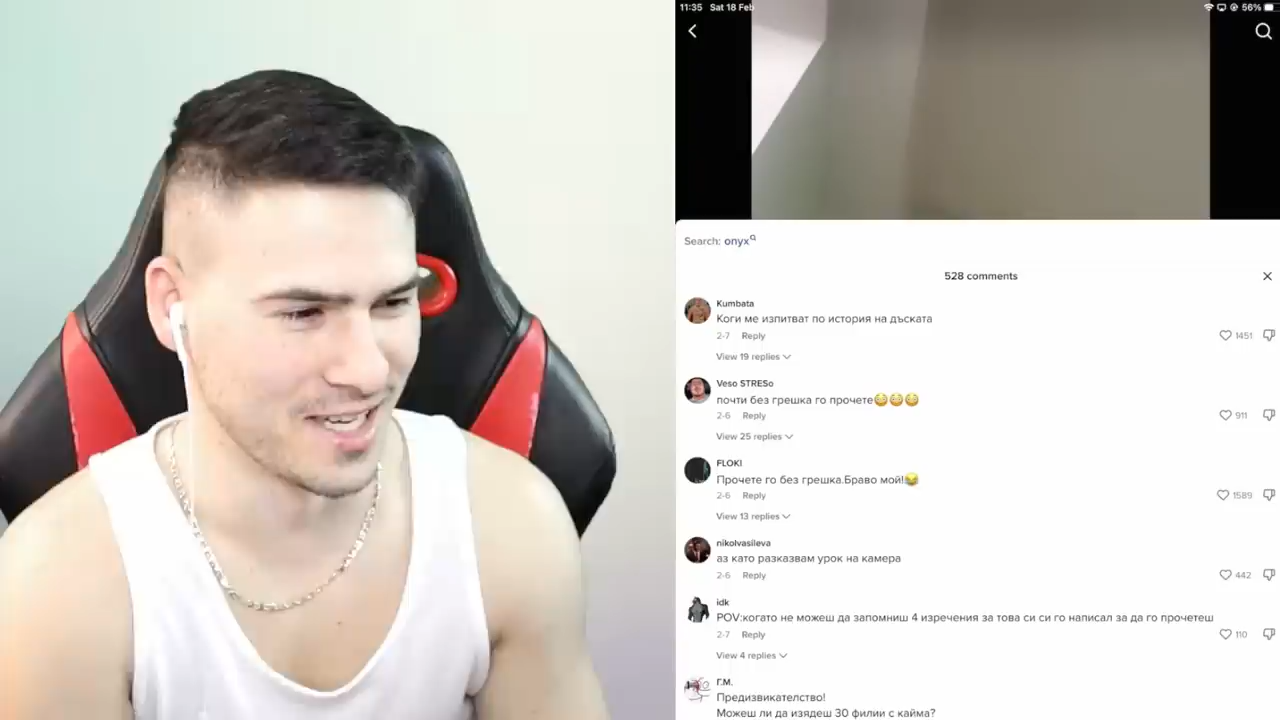 11:35 Sat 18 Feb
56%
Search: onyx
528 comments
Kumbata
Коги ме изпитват по история на дъската
2-7 Reply
1451
View 19 replies
Veso STRESo
почти без грешка го прочете😳😳😳
2-6 Reply
911
View 25 replies
FLOKI
Прочете го без грешка.Браво мой!😂
2-6 Reply
1589
View 13 replies
nikolvasileva
аз като разказвам урок на камера
2-6 Reply
442
idk
POV:когато не можеш да запомниш 4 изречения за това си си го написал за да го прочетеш
2-7 Reply
110
View 4 replies
Г.М.
Предизвикателство!
Можеш ли да изядеш 30 филии с кайма?